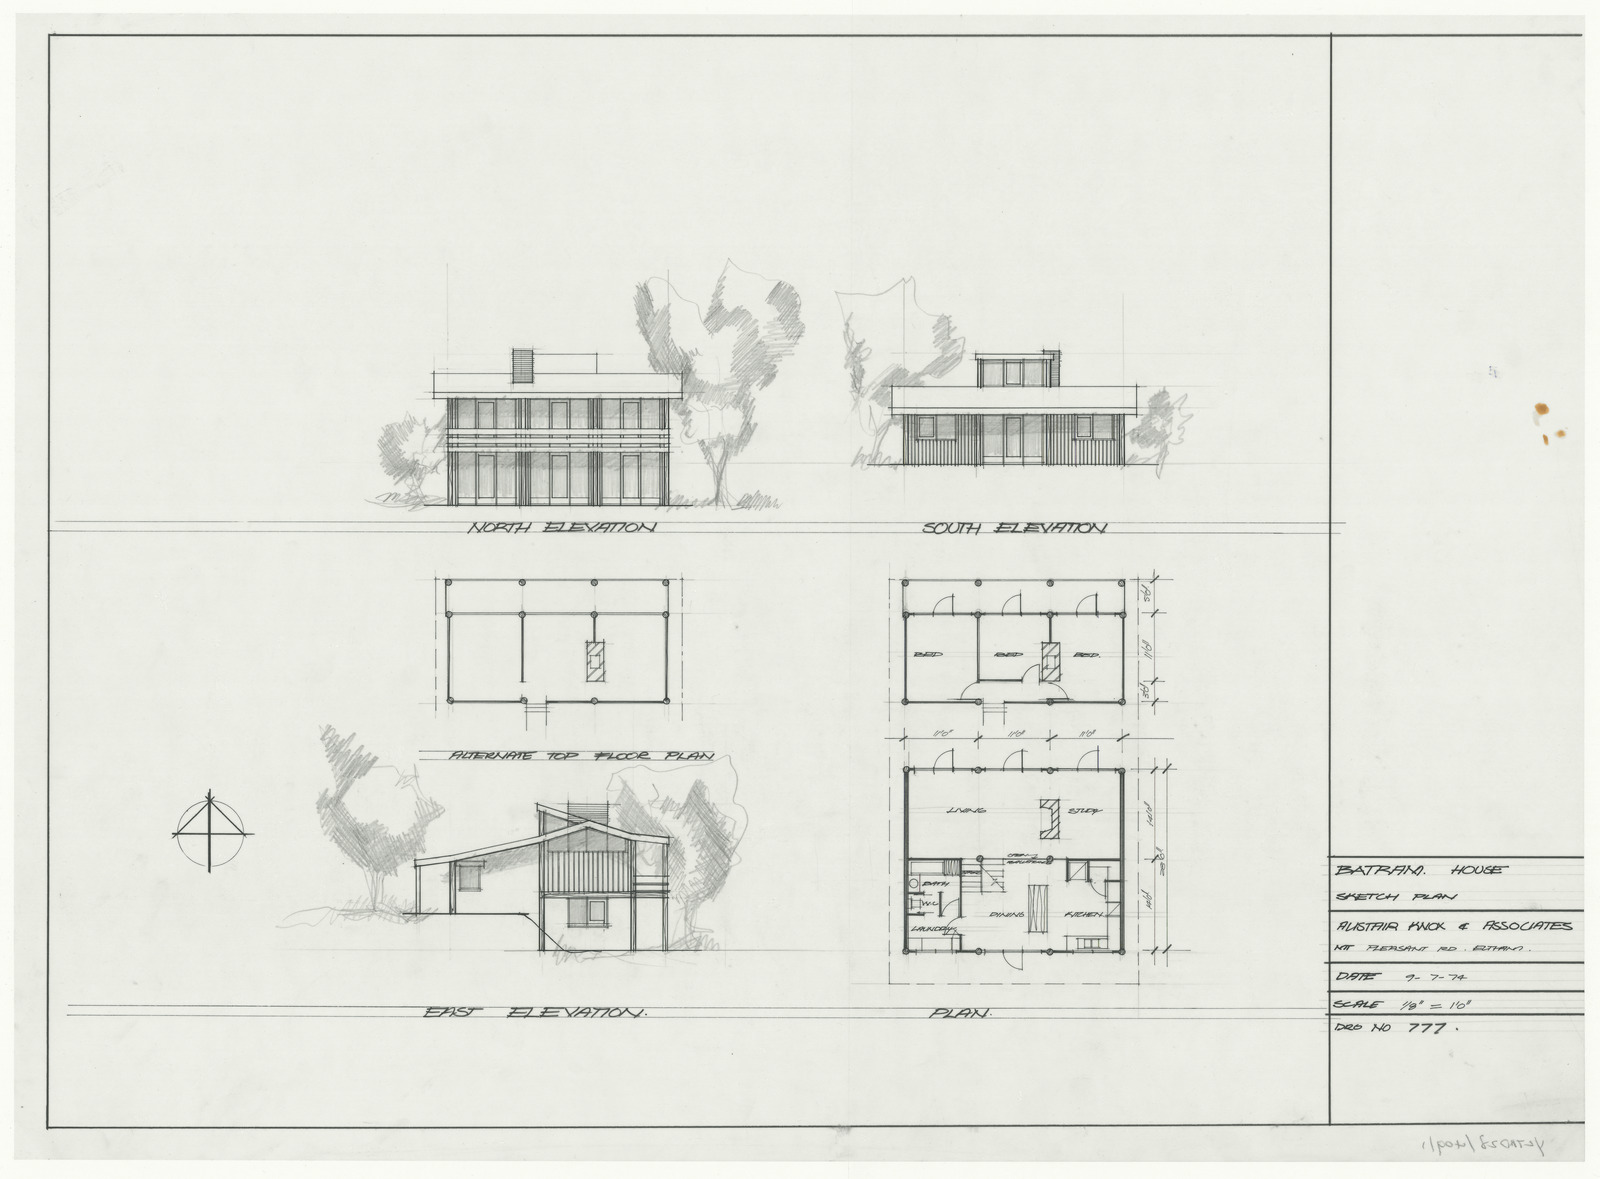 NORTH ELEVATION
SOUTH ELEVATION
BED
BED
BED.
ALTERNATE TOP FLOOR PLAN
11'0" 11'0" 11'0"
LIVING
STUDY
BATH
W.C
LAUNDRY
DINING
KITCHEN
EAST ELEVATION.
PLAN.
BATRAM. HOUSE
SKETCH PLAN
ALISTAIR KNOX & ASSOCIATES
MT PLEASANT RD. ELTHAM.
DATE 9-7-74
SCALE 1/8" = 1'0"
DRG NO 777.